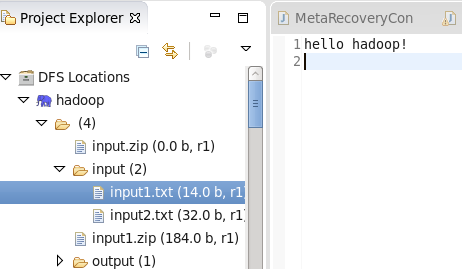 Project Explorer
DFS Locations
hadoop
(4)
input.zip (0.0 b, r1)
input (2)
input1.txt (14.0 b, r1)
input2.txt (32.0 b, r1)
input1.zip (184.0 b, r1)
output (1)
MetaRecoveryCon
1 hello hadoop!
2